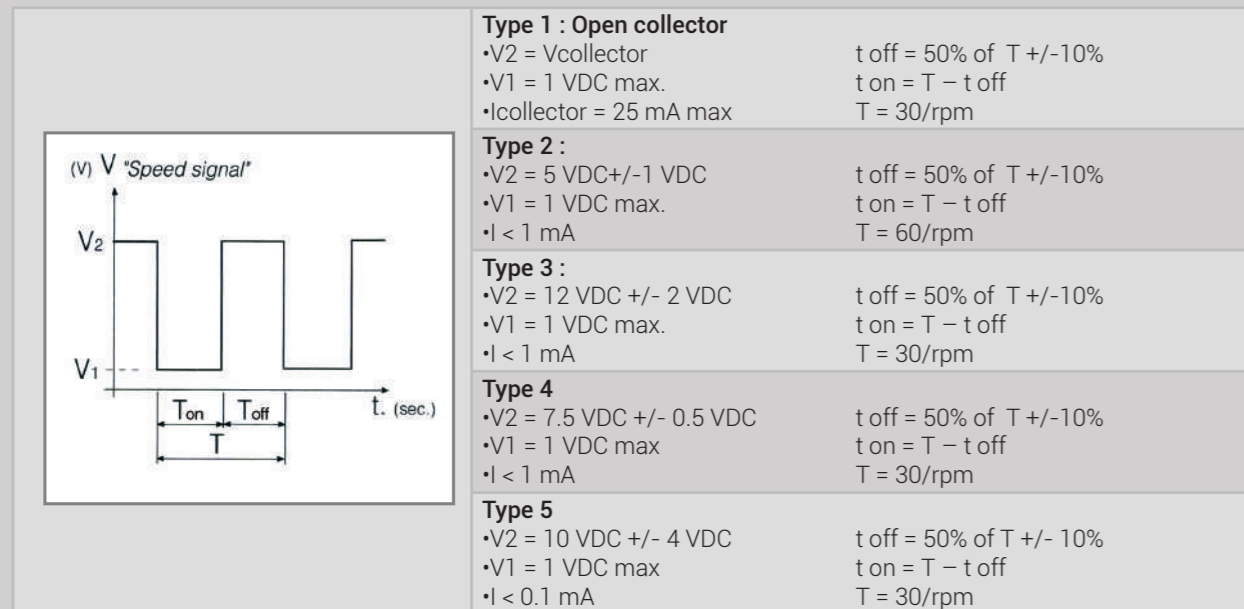 (V) V "Speed signal"
V2
V1
Ton Toff
t. (sec.)
T
Type 1 : Open collector
•V2 = Vcollector t off = 50% of T +/-10%
•V1 = 1 VDC max. t on = T – t off
•Icollector = 25 mA max T = 30/rpm
Type 2 :
•V2 = 5 VDC+/-1 VDC t off = 50% of T +/-10%
•V1 = 1 VDC max. t on = T – t off
•I < 1 mA T = 60/rpm
Type 3 :
•V2 = 12 VDC +/- 2 VDC t off = 50% of T +/-10%
•V1 = 1 VDC max. t on = T – t off
•I < 1 mA T = 30/rpm
Type 4
•V2 = 7.5 VDC +/- 0.5 VDC t off = 50% of T +/-10%
•V1 = 1 VDC max t on = T – t off
•I < 1 mA T = 30/rpm
Type 5
•V2 = 10 VDC +/- 4 VDC t off = 50% of T +/- 10%
•V1 = 1 VDC max t on = T – t off
•I < 0.1 mA T = 30/rpm